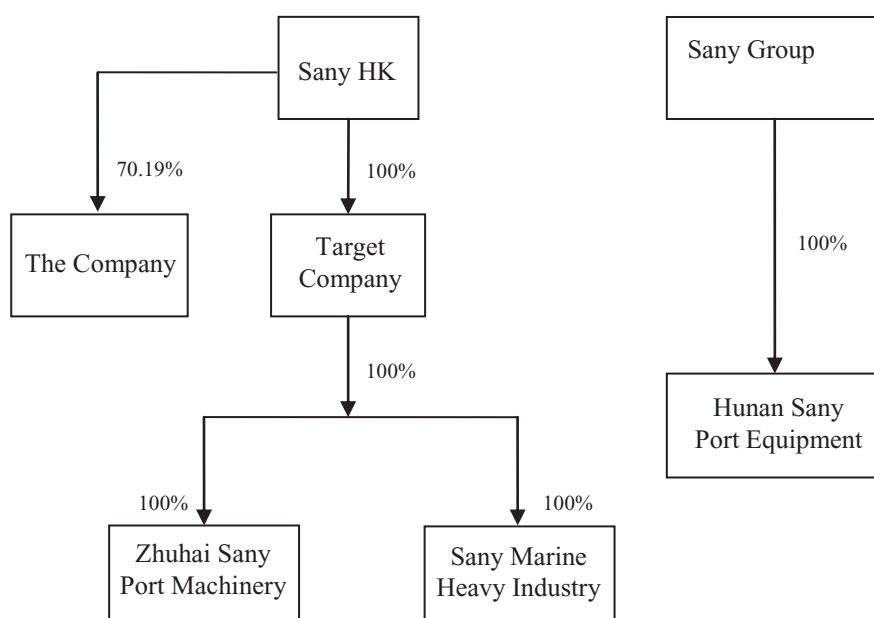 Sany HK
Sany Group
70.19%
100%
The Company
Target
Company
100%
100%
Hunan Sany
Port Equipment
100%
100%
Zhuhai Sany
Port Machinery
Sany Marine
Heavy Industry